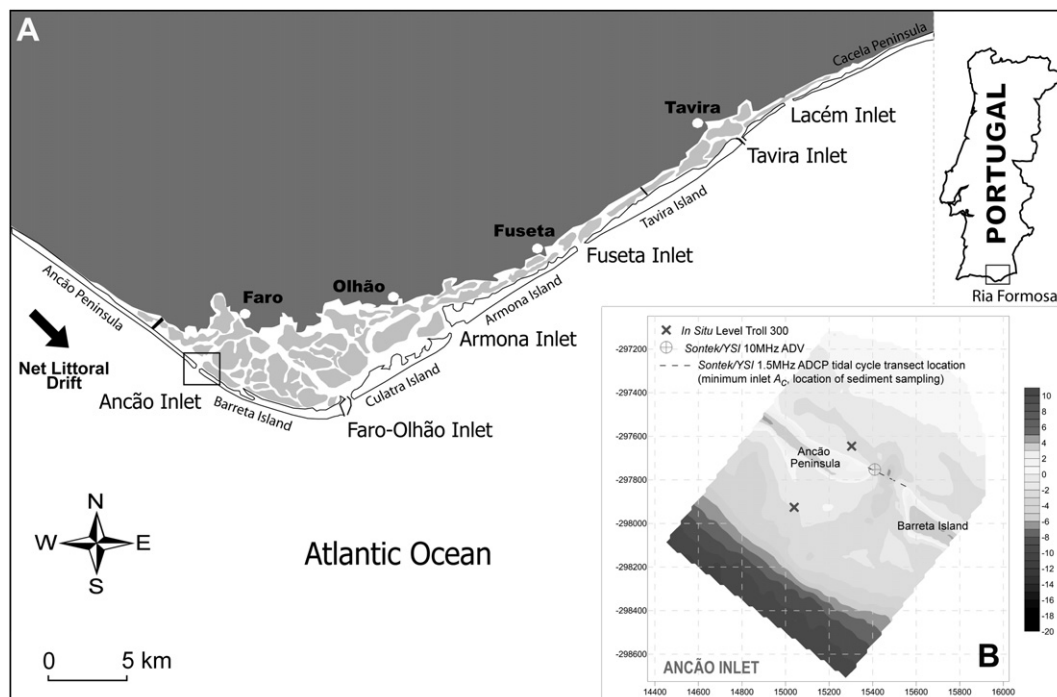 A
Cacela Peninsula
Tavira
Lacém Inlet
Tavira Inlet
Tavira Island
Fuseta
Fuseta Inlet
Olhão
Faro
Armona Island
Armona Inlet
Ancão Peninsula
Net Littoral
Drift
Culatra Island
Ancão Inlet
Barreta Island
Faro-Olhão Inlet
N
W E
S
Atlantic Ocean
0 5 km
PORTUGAL
Ria Formosa
In Situ Level Troll 300
Sontek/YSI 10MHz ADV
Sontek/YSI 1.5MHz ADCP tidal cycle transect location
(minimum inlet AC, location of sediment sampling)
-297200
-297400
-297600
-297800
-298000
-298200
-298400
-298600
Ancão
Peninsula
Barreta Island
10
8
6
4
2
0
-2
-4
-6
-8
-10
-12
-14
-16
-18
-20
ANCÃO INLET
B
14400 14600 14800 15000 15200 15400 15600 15800 16000